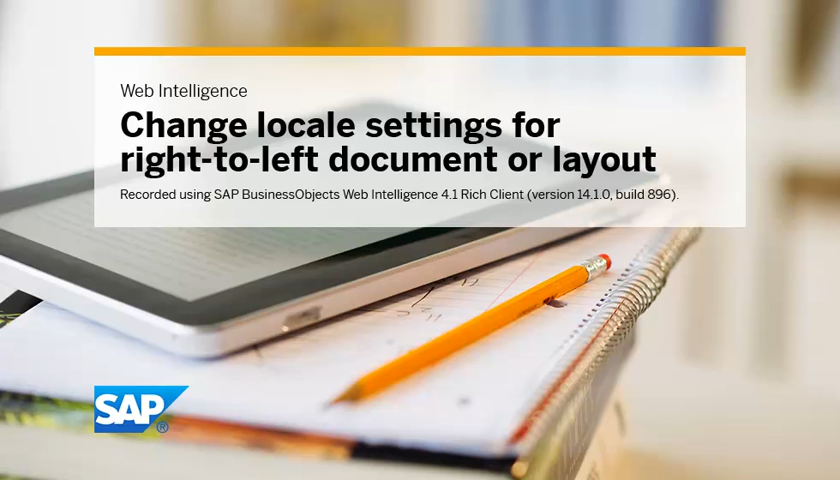 Web Intelligence
Change locale settings for
right-to-left document or layout
Recorded using SAP BusinessObjects Web Intelligence 4.1 Rich Client (version 14.1.0, build 896).
SAP®